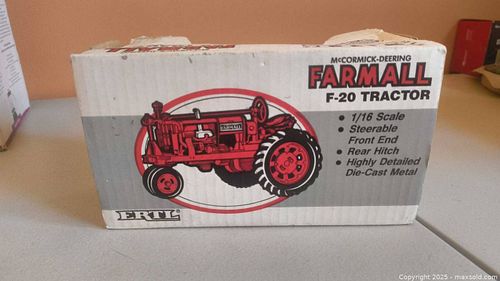 McCORMICK-DEERING
FARMALL
F-20 TRACTOR
• 1/16 Scale
• Steerable
Front End
• Rear Hitch
• Highly Detailed
Die-Cast Metal
FARMALL
ERTL
Copyright © 2025 - maxsold.com